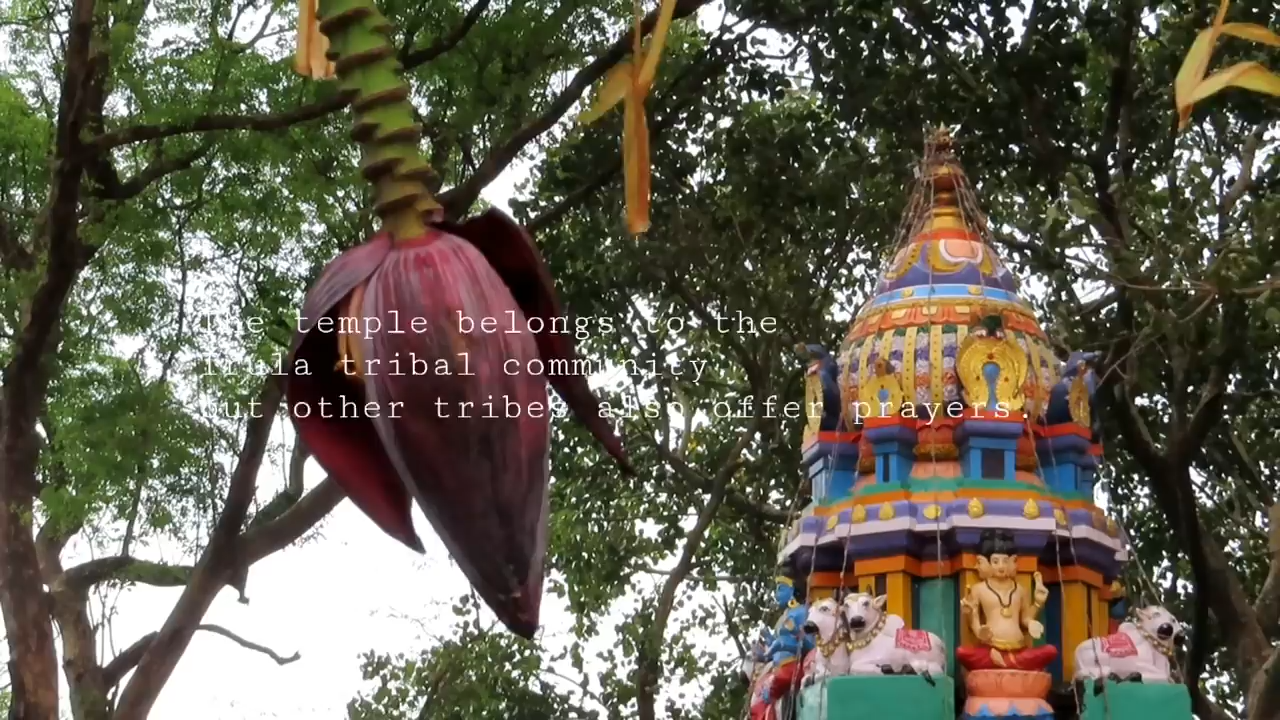 The temple belongs to the
Irula tribal community,
but other tribes also offer prayers.